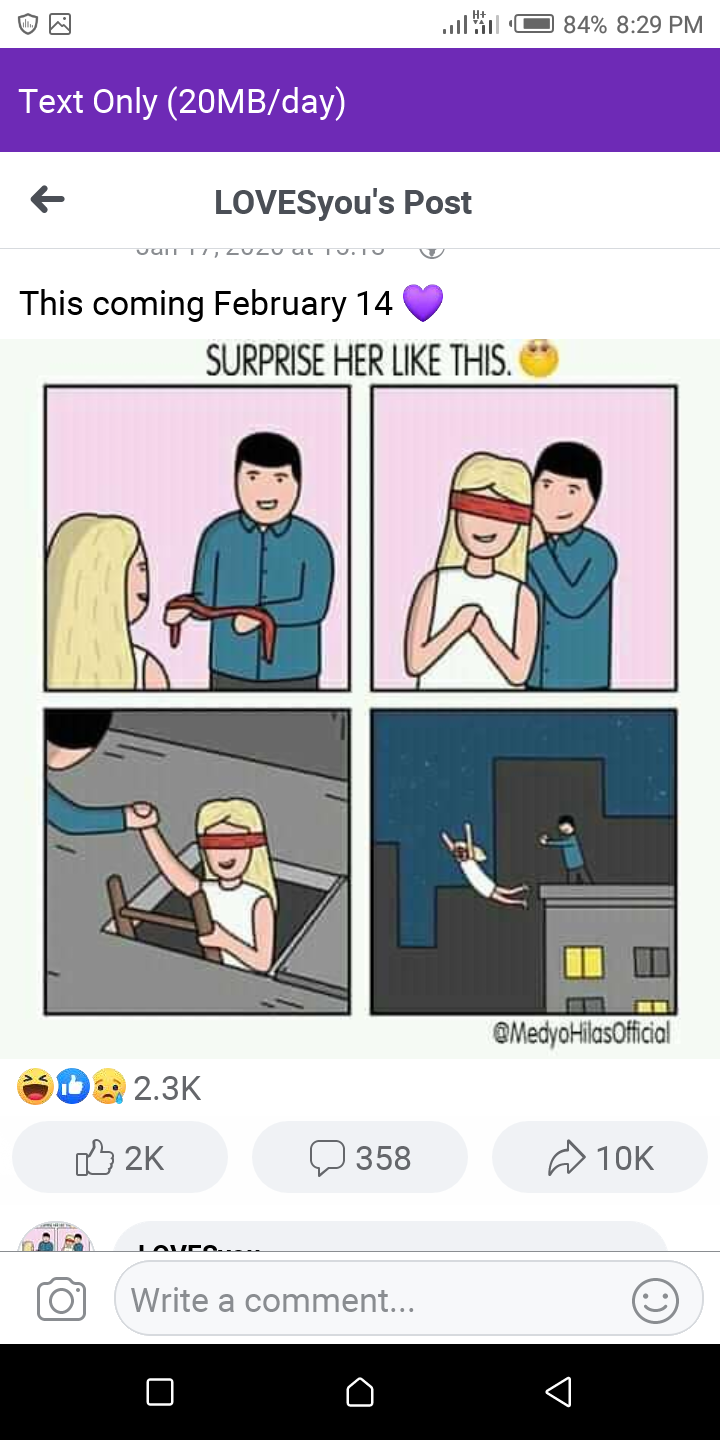 84% 8:29 PM
Text Only (20MB/day)
LOVESyou's Post
This coming February 14 💜
SURPRISE HER LIKE THIS.
@MedyoHilasOfficial
2.3K
2K 358 10K
LOVESyou
Write a comment...